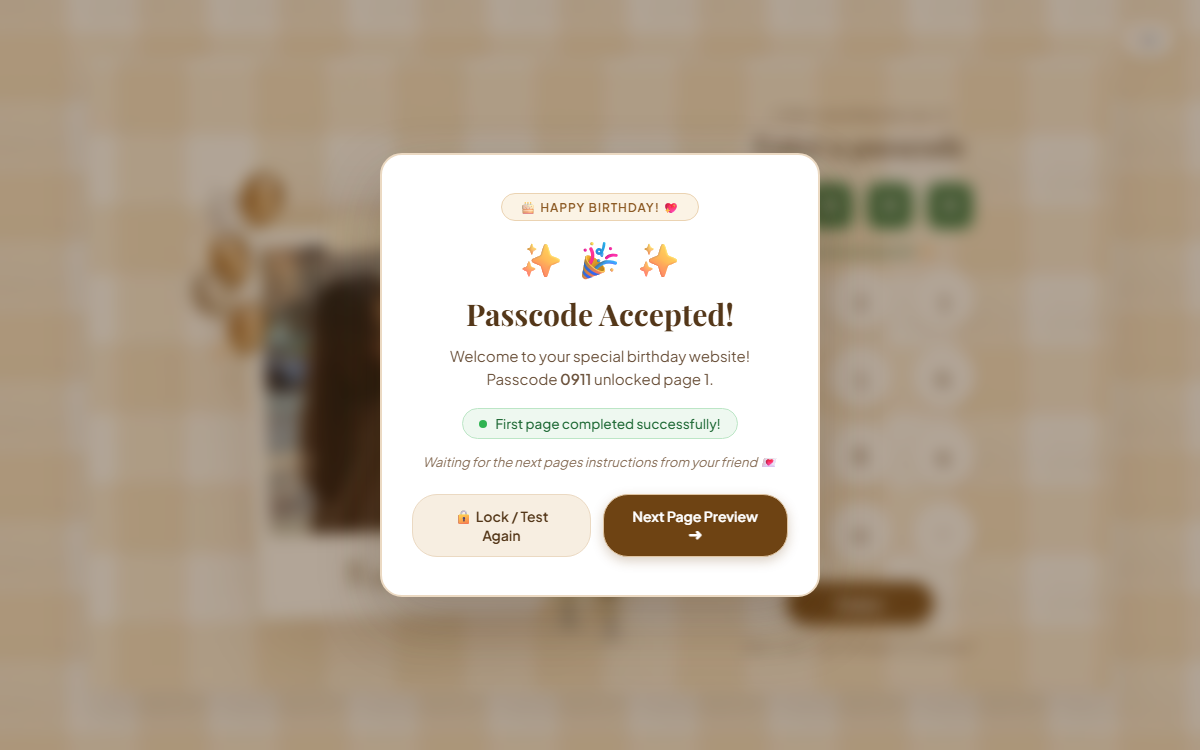 🎂 HAPPY BIRTHDAY! 💖
✨ 🎉 ✨
Passcode Accepted!
Welcome to your special birthday website!
Passcode 0911 unlocked page 1.
First page completed successfully!
Waiting for the next pages instructions from your friend 💌
🔒 Lock / Test
Again
Next Page Preview
➜